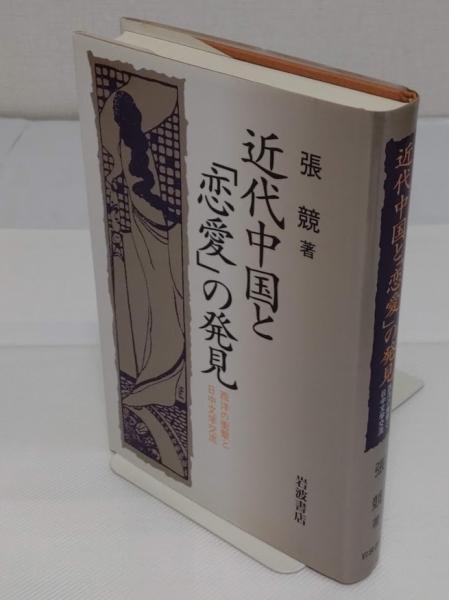 張 競 著
近代中国と
「恋愛」の発見
西洋の衝撃と
日中文学交流
岩波書店
近代中国と「恋愛」の発見
西洋の衝撃と
日中文学交流
張 競 著
岩波